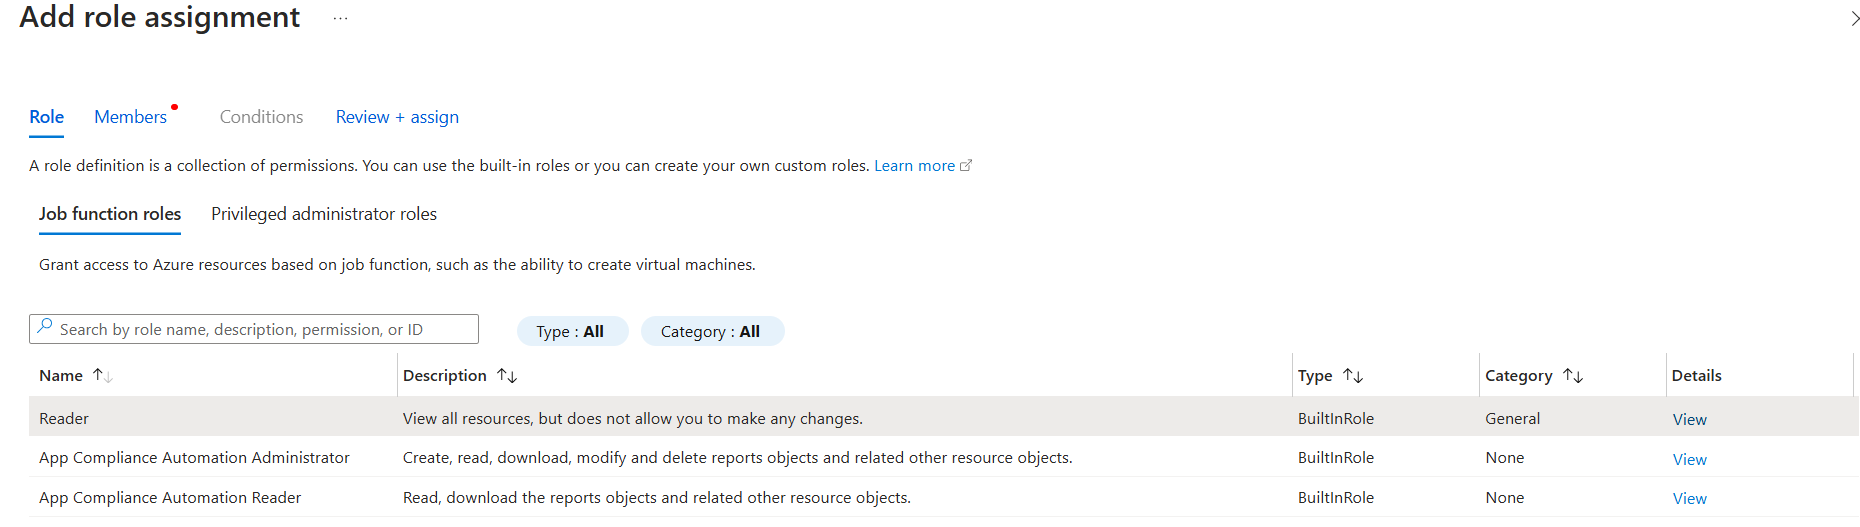 Add role assignment ...
Role Members Conditions Review + assign
A role definition is a collection of permissions. You can use the built-in roles or you can create your own custom roles. Learn more
Job function roles Privileged administrator roles
Grant access to Azure resources based on job function, such as the ability to create virtual machines.
Search by role name, description, permission, or ID Type : All Category : All
Name Description Type Category Details
Reader View all resources, but does not allow you to make any changes. BuiltInRole General View
App Compliance Automation Administrator Create, read, download, modify and delete reports objects and related other resource objects. BuiltInRole None View
App Compliance Automation Reader Read, download the reports objects and related other resource objects. BuiltInRole None View